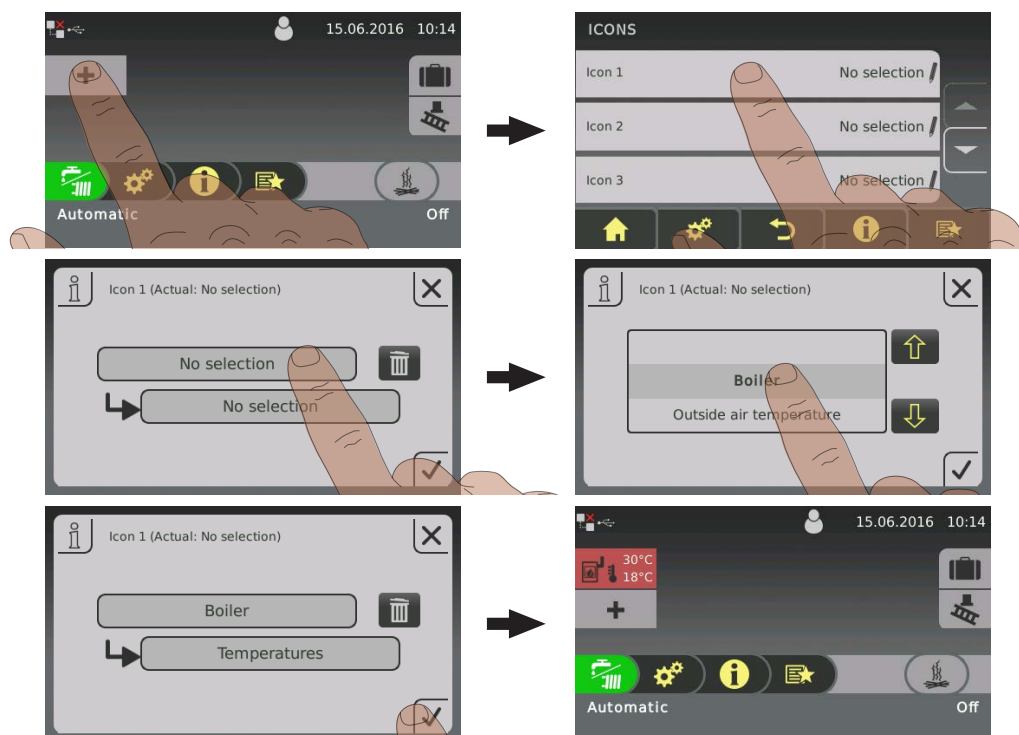 15.06.2016 10:14
Automatic Off
ICONS
Icon 1 No selection
Icon 2 No selection
Icon 3 No selection
Icon 1 (Actual: No selection)
No selection
No selection
Icon 1 (Actual: No selection)
Boiler
Outside air temperature
Icon 1 (Actual: No selection)
Boiler
Temperatures
15.06.2016 10:14
30°C
18°C
Automatic Off